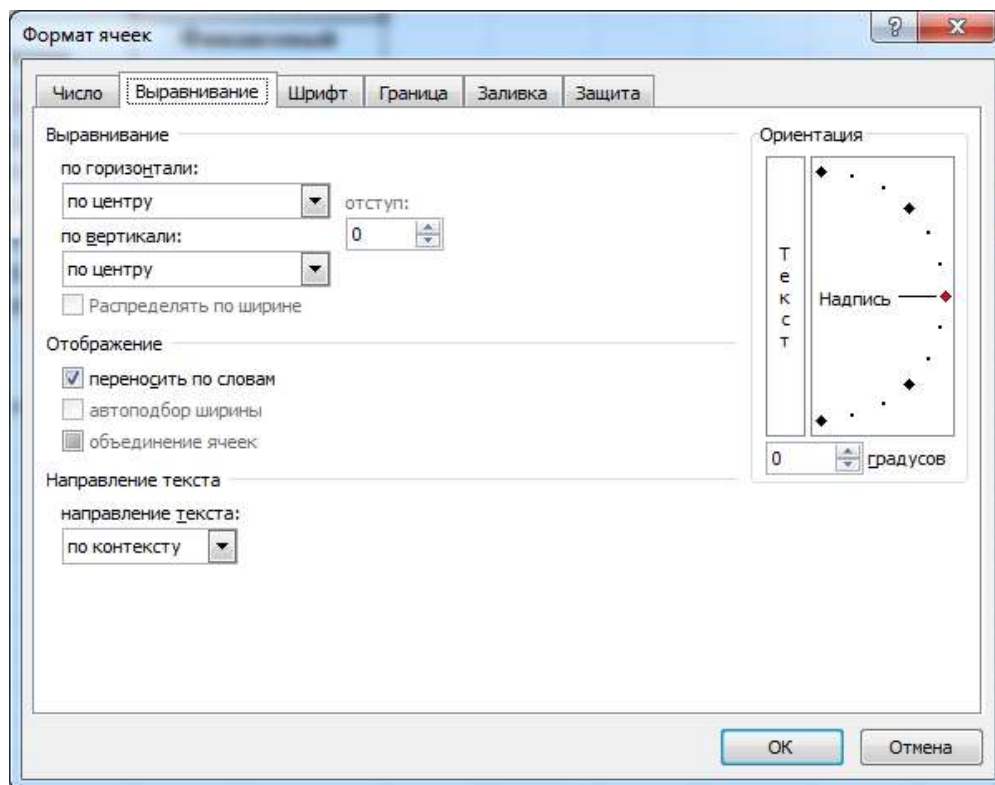 Формат ячеек
Число Выравнивание Шрифт Граница Заливка Защита
Выравнивание
по горизонтали:
по центру
отступ:
0
по вертикали:
по центру
Распределять по ширине
Отображение
переносить по словам
автоподбор ширины
объединение ячеек
Направление текста
направление текста:
по контексту
Ориентация
Текст
Надпись
0 градусов
ОК Отмена